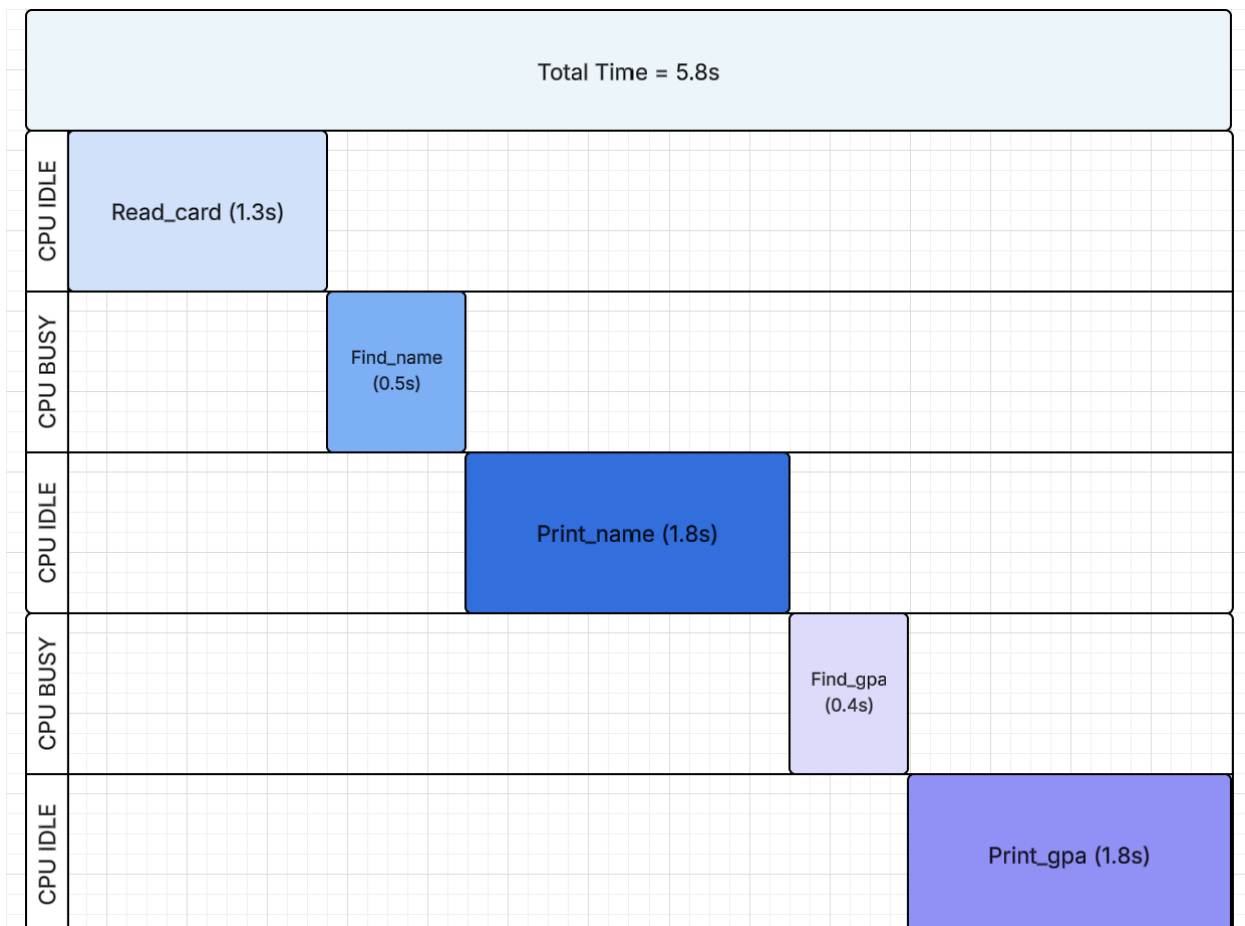 Total Time = 5.8s
CPU IDLE
Read_card (1.3s)
CPU BUSY
Find_name
(0.5s)
CPU IDLE
Print_name (1.8s)
CPU BUSY
Find_gpa
(0.4s)
CPU IDLE
Print_gpa (1.8s)